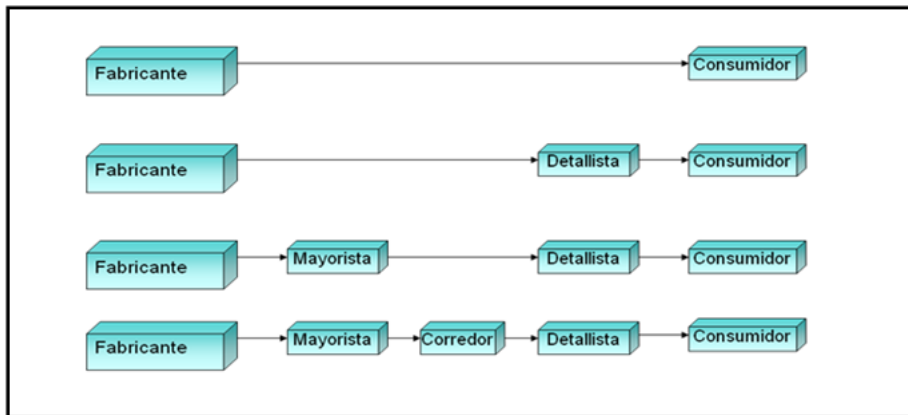 Fabricante Consumidor
Fabricante Detallista Consumidor
Fabricante Mayorista Detallista Consumidor
Fabricante Mayorista Corredor Detallista Consumidor